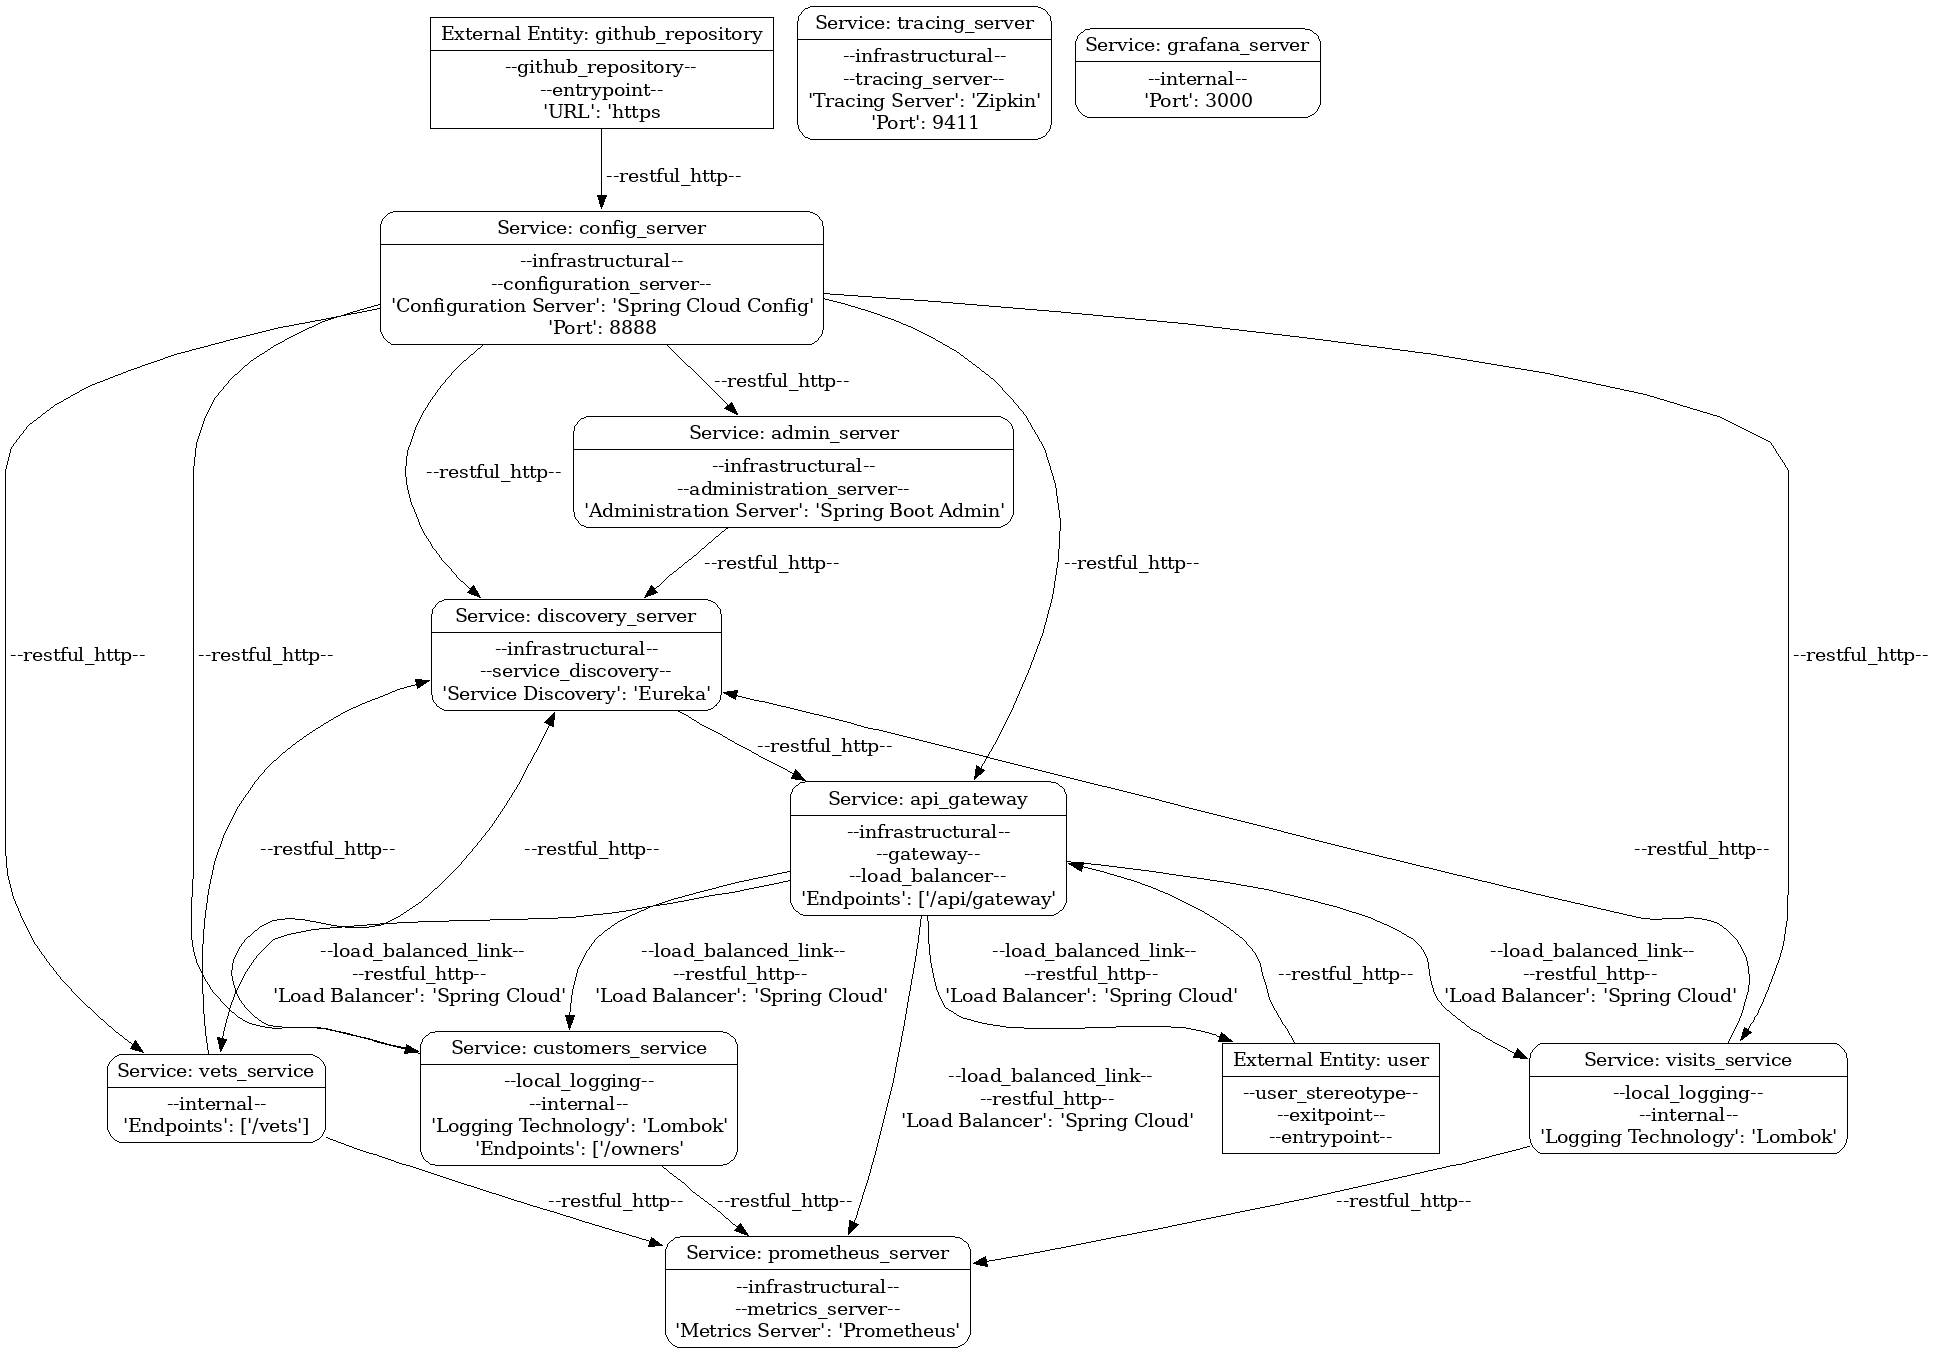 External Entity: github_repository
--github_repository--
--entrypoint--
'URL': 'https
Service: tracing_server
--infrastructural--
--tracing_server--
'Tracing Server': 'Zipkin'
'Port': 9411
Service: grafana_server
--internal--
'Port': 3000
--restful_http--
Service: config_server
--infrastructural--
--configuration_server--
'Configuration Server': 'Spring Cloud Config'
'Port': 8888
--restful_http--
Service: admin_server
--infrastructural--
--administration_server--
'Administration Server': 'Spring Boot Admin'
--restful_http--
--restful_http--
--restful_http--
Service: discovery_server
--infrastructural--
--service_discovery--
'Service Discovery': 'Eureka'
--restful_http--
--restful_http--
--restful_http--
--restful_http--
Service: api_gateway
--infrastructural--
--gateway--
--load_balancer--
'Endpoints': ['/api/gateway'
--restful_http--
--restful_http--
--restful_http--
--load_balanced_link--
--restful_http--
'Load Balancer': 'Spring Cloud'
--load_balanced_link--
--restful_http--
'Load Balancer': 'Spring Cloud'
--load_balanced_link--
--restful_http--
'Load Balancer': 'Spring Cloud'
--restful_http--
--load_balanced_link--
--restful_http--
'Load Balancer': 'Spring Cloud'
Service: vets_service
--internal--
'Endpoints': ['/vets']
Service: customers_service
--local_logging--
--internal--
'Logging Technology': 'Lombok'
'Endpoints': ['/owners'
--load_balanced_link--
--restful_http--
'Load Balancer': 'Spring Cloud'
External Entity: user
--user_stereotype--
--exitpoint--
--entrypoint--
Service: visits_service
--local_logging--
--internal--
'Logging Technology': 'Lombok'
--restful_http--
--restful_http--
--restful_http--
Service: prometheus_server
--infrastructural--
--metrics_server--
'Metrics Server': 'Prometheus'